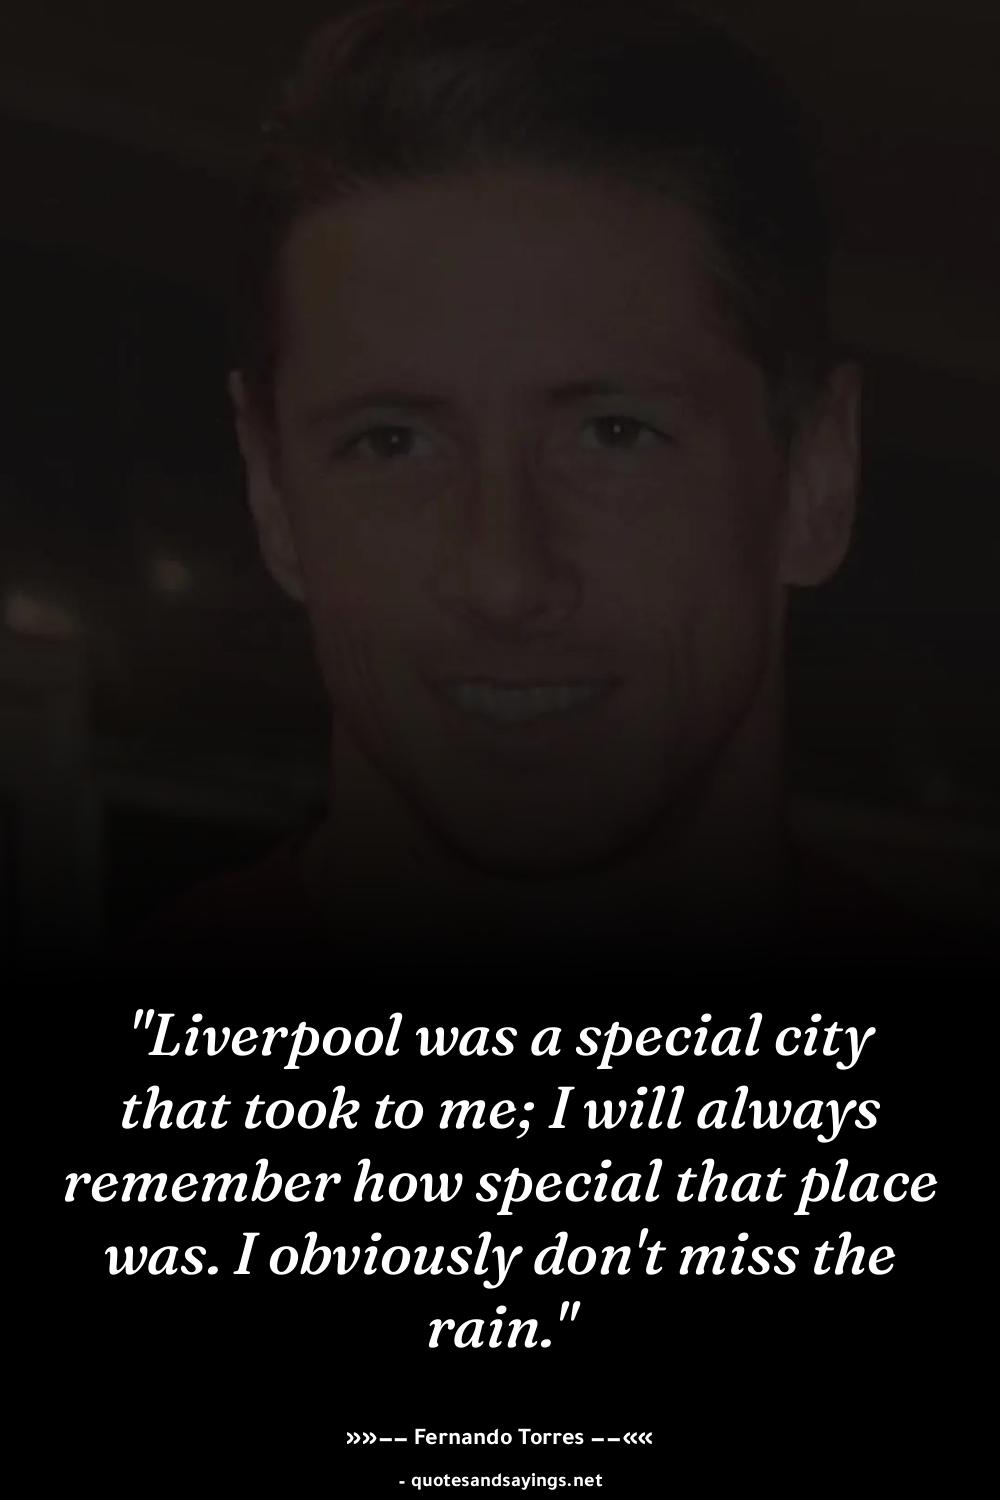 "Liverpool was a special city
that took to me; I will always
remember how special that place
was. I obviously don't miss the
rain."
»»−− Fernando Torres −−««
- quotesandsayings.net